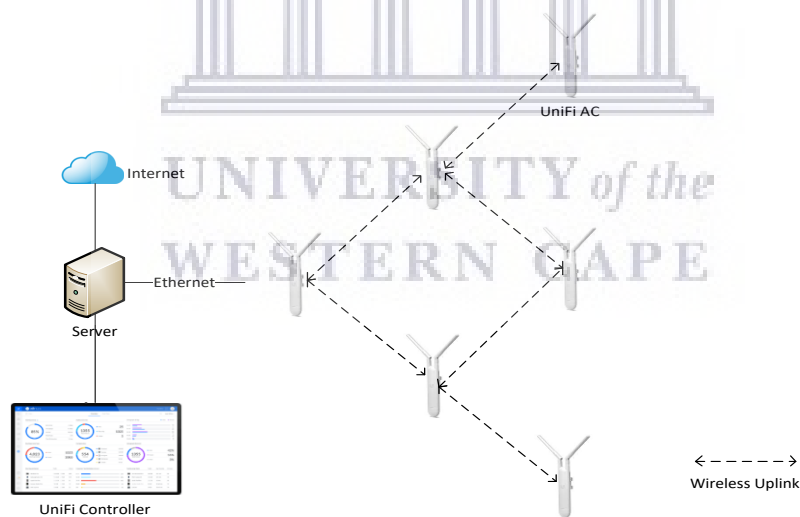 UniFi AC
Internet
UNIVERSITY of the
WESTERN CAPE
Ethernet
Server
Wireless Uplink
UniFi Controller